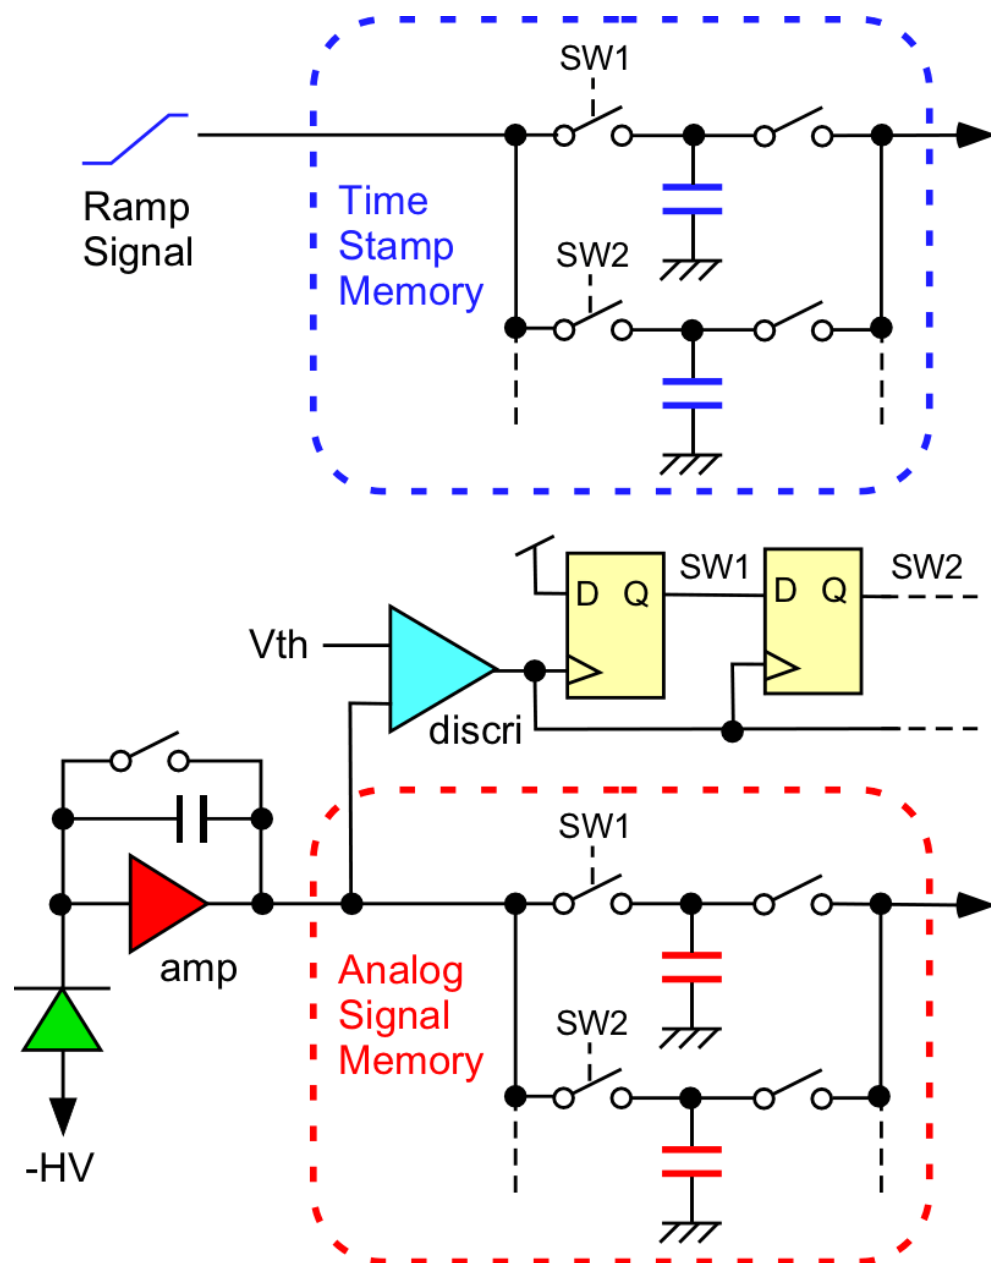 SW1
Ramp
Signal
Time
Stamp
Memory
SW2
D Q
SW1
D Q
SW2
Vth
discri
amp
SW1
Analog
Signal
Memory
SW2
-HV